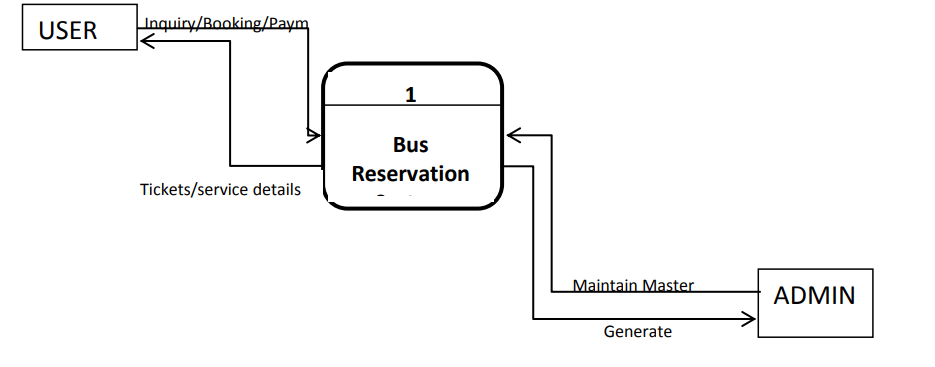 USER
Inquiry/Booking/Paym
1
Bus
Reservation
Tickets/service details
Maintain Master
ADMIN
Generate